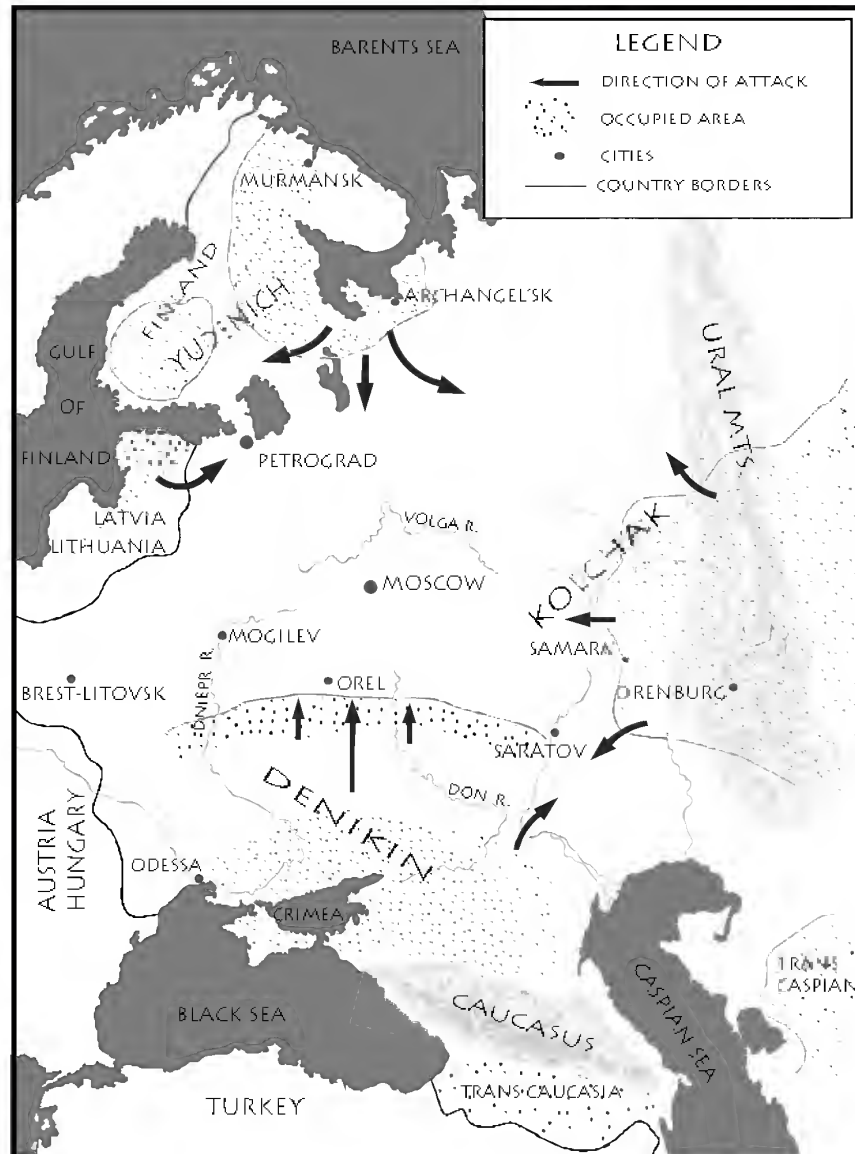 BARENTS SEA
LEGEND
DIRECTION OF ATTACK
OCCUPIED AREA
CITIES
COUNTRY BORDERS
MURMANSK
FINLAND
YUDENICH
ARCHANGEL'SK
GULF
OF
FINLAND
PETROGRAD
URAL MTS
LATVIA
LITHUANIA
VOLGA R.
MOSCOW
KOLCHAK
MOGILEV
SAMARA
BREST-LITOVSK
DNIEPR R.
OREL
ORENBURG
SARATOV
DENIKIN
DON R.
AUSTRIA
HUNGARY
ODESSA
CRIMEA
BLACK SEA
CAUCASUS
CASPIAN SEA
TRANS
CASPIAN
TRANS-CAUCASIA
TURKEY